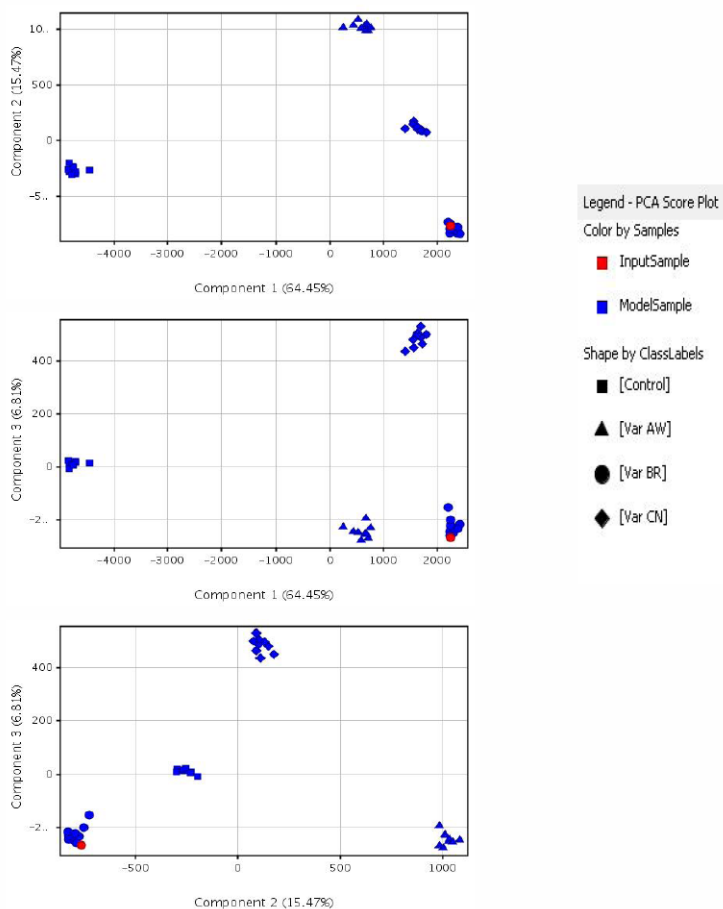 10..
500
0
-5..
Component 2 (15.47%)
-4000 -3000 -2000 -1000 0 1000 2000
Component 1 (64.45%)
400
200
0
-2..
Component 3 (6.81%)
-4000 -3000 -2000 -1000 0 1000 2000
Component 1 (64.45%)
400
200
0
-2..
Component 3 (6.81%)
-500 0 500 1000
Component 2 (15.47%)
Legend - PCA Score Plot
Color by Samples
InputSample
ModelSample
Shape by ClassLabels
[Control]
[Var AW]
[Var BR]
[Var CN]